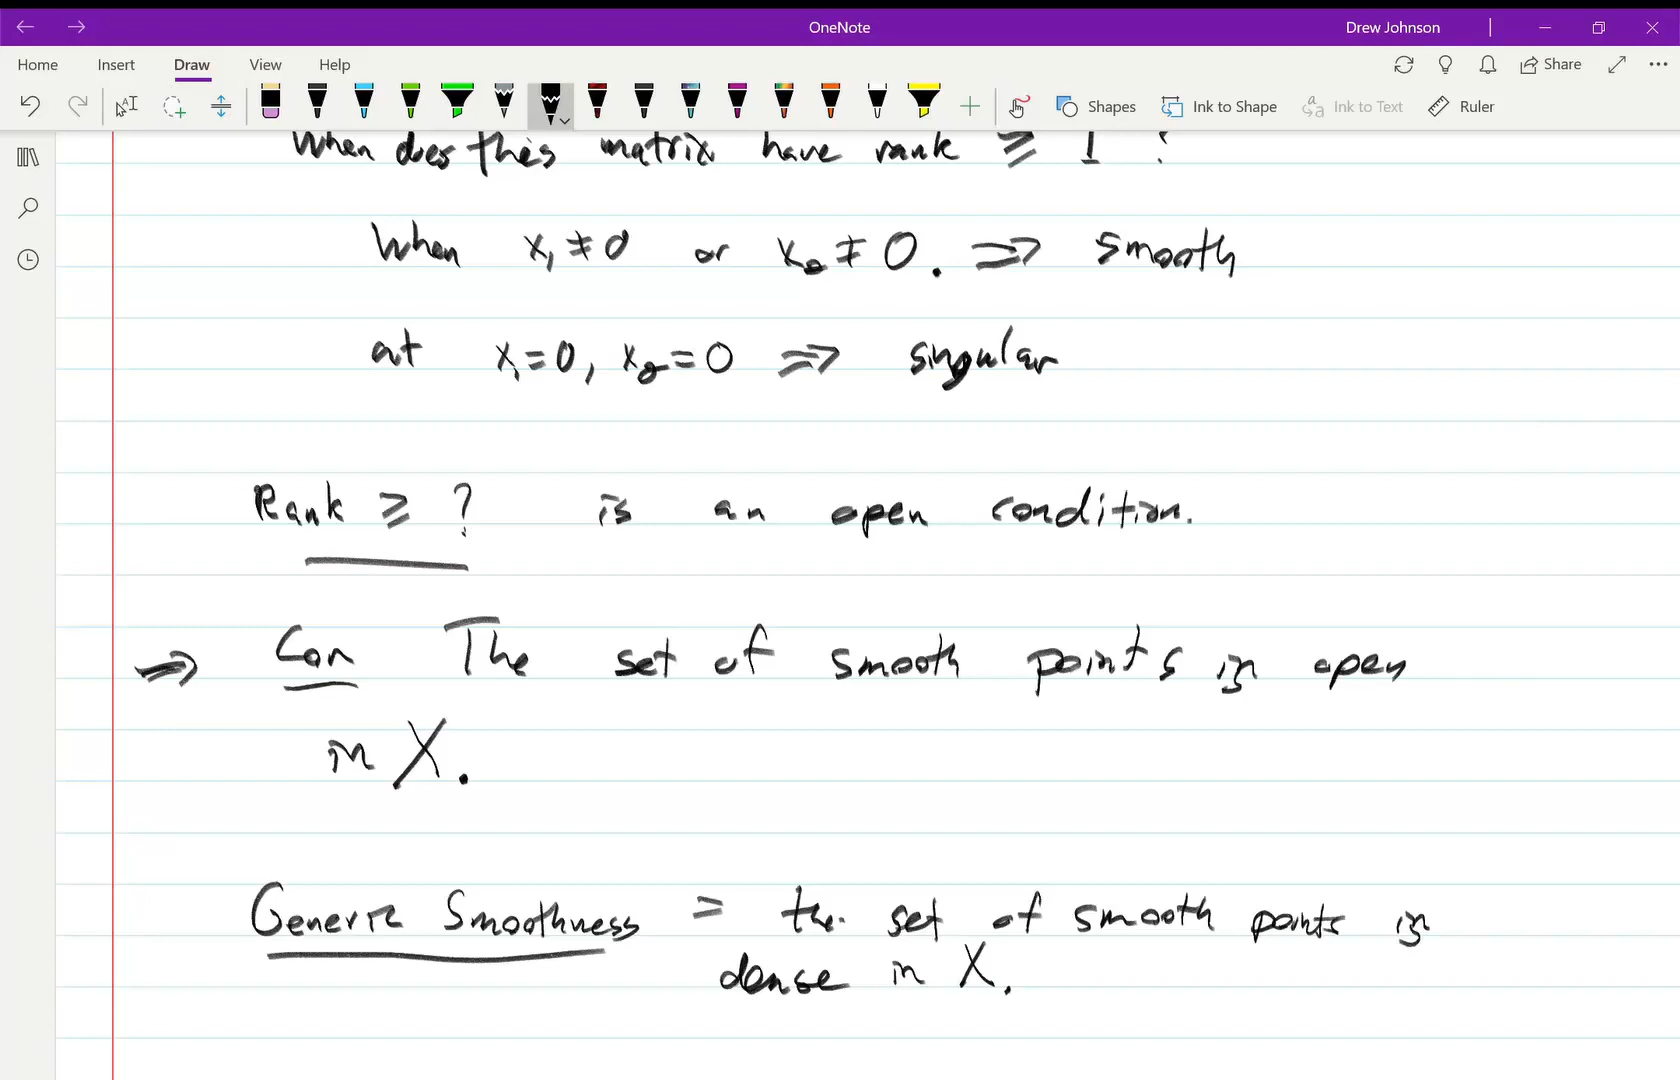 OneNote
Drew Johnson
Home Insert Draw View Help
Share
Shapes Ink to Shape Ink to Text Ruler
When does this matrix have rank ≥ 1 ?
When x₁ ≠ 0 or x₂ ≠ 0. ⇒ smooth
at x₁ = 0, x₂ = 0 ⇒ singular
Rank ≥ ? is an open condition.
⇒ Cor The set of smooth points is open
in X.
Generic Smoothness = the set of smooth points is
dense in X.